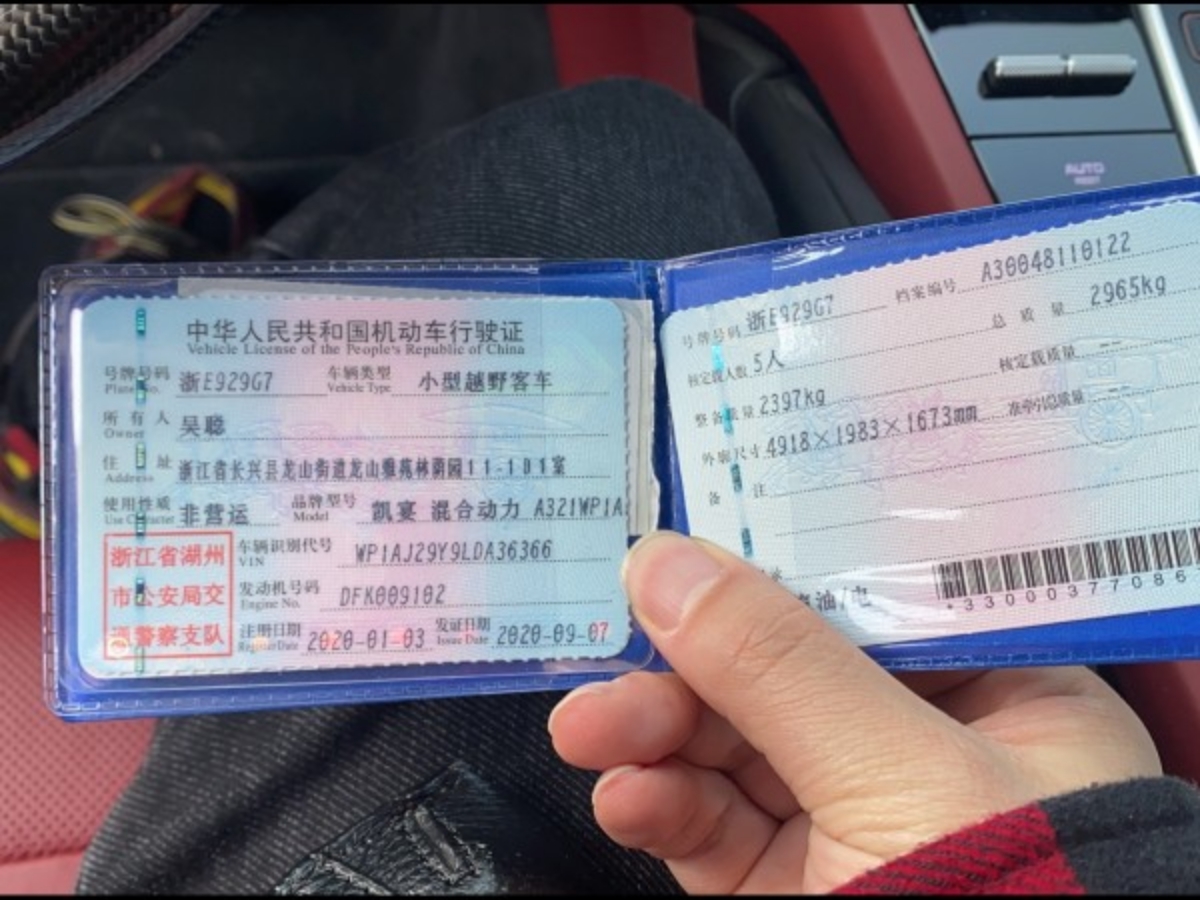 中华人民共和国机动车行驶证
Vehicle License of the People's Republic of China
号牌号码 浙E929G7 车辆类型 小型越野客车
Plate No. Vehicle Type
所有人 吴聪
Owner
住址 浙江省长兴县龙山街道龙山雅苑林荫园11-101室
Address
使用性质 非营运 品牌型号 凯宴 混合动力 A321WP1A
Use Character Model
浙江省湖州
市公安局交
通警察支队
车辆识别代号 WP1AJ29Y9LDA36366
VIN
发动机号码 DFK009102
Engine No.
注册日期 2020-01-03 发证日期 2020-09-07
Register Date Issue Date
号牌号码 浙E929G7 档案编号 A30048110122
核定载人数 5人 总质量 2965kg
整备质量 2397kg 核定载质量
外廓尺寸 4918×1983×1673mm 准牵引总质量
备注
油/电
*33000377086
AUTO